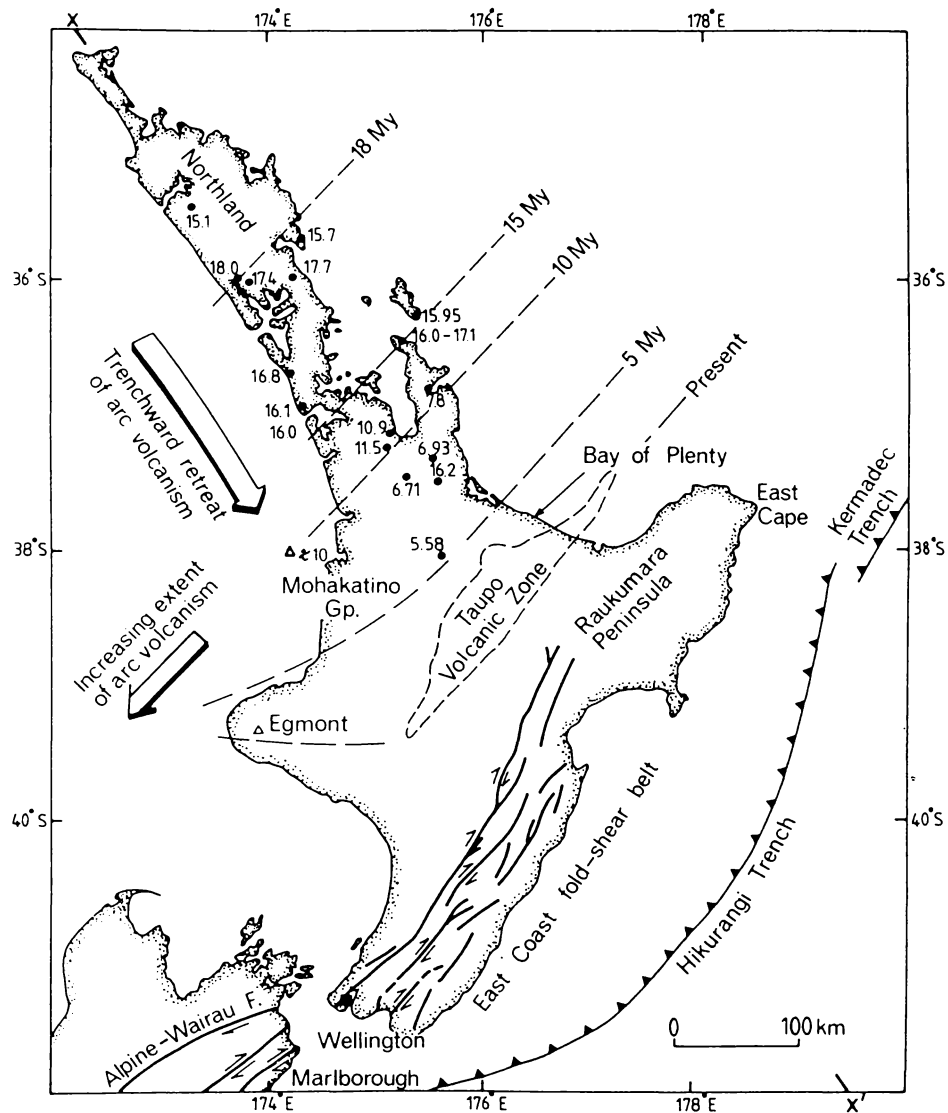 174°E
176°E
178°E
X
Northland
18 My
15 My
10 My
5 My
Present
15.1
15.7
18.0
17.4
17.7
36°S
36°S
15.95
16.0–17.1
16.8
7.8
16.1
16.0
10.9
11.5
6.93
16.2
6.71
5.58
Trenchward retreat
of arc volcanism
Bay of Plenty
East
Cape
Kermadec
Trench
38°S
38°S
Mohakatino
Gp.
Taupo
Volcanic Zone
Raukumara
Peninsula
Increasing extent
of arc volcanism
Egmont
40°S
40°S
East Coast fold–shear belt
Hikurangi Trench
Alpine–Wairau F.
Wellington
Marlborough
0 100 km
174°E
176°E
178°E
X'